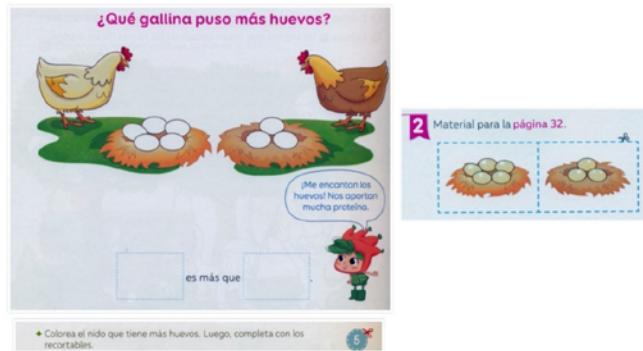 ¿Qué gallina puso más huevos?
¡Me encantan los
huevos! Nos aportan
mucha proteína.
es más que
.
Colorea el nido que tiene más huevos. Luego, completa con los
recortables.
5
2 Material para la página 32.